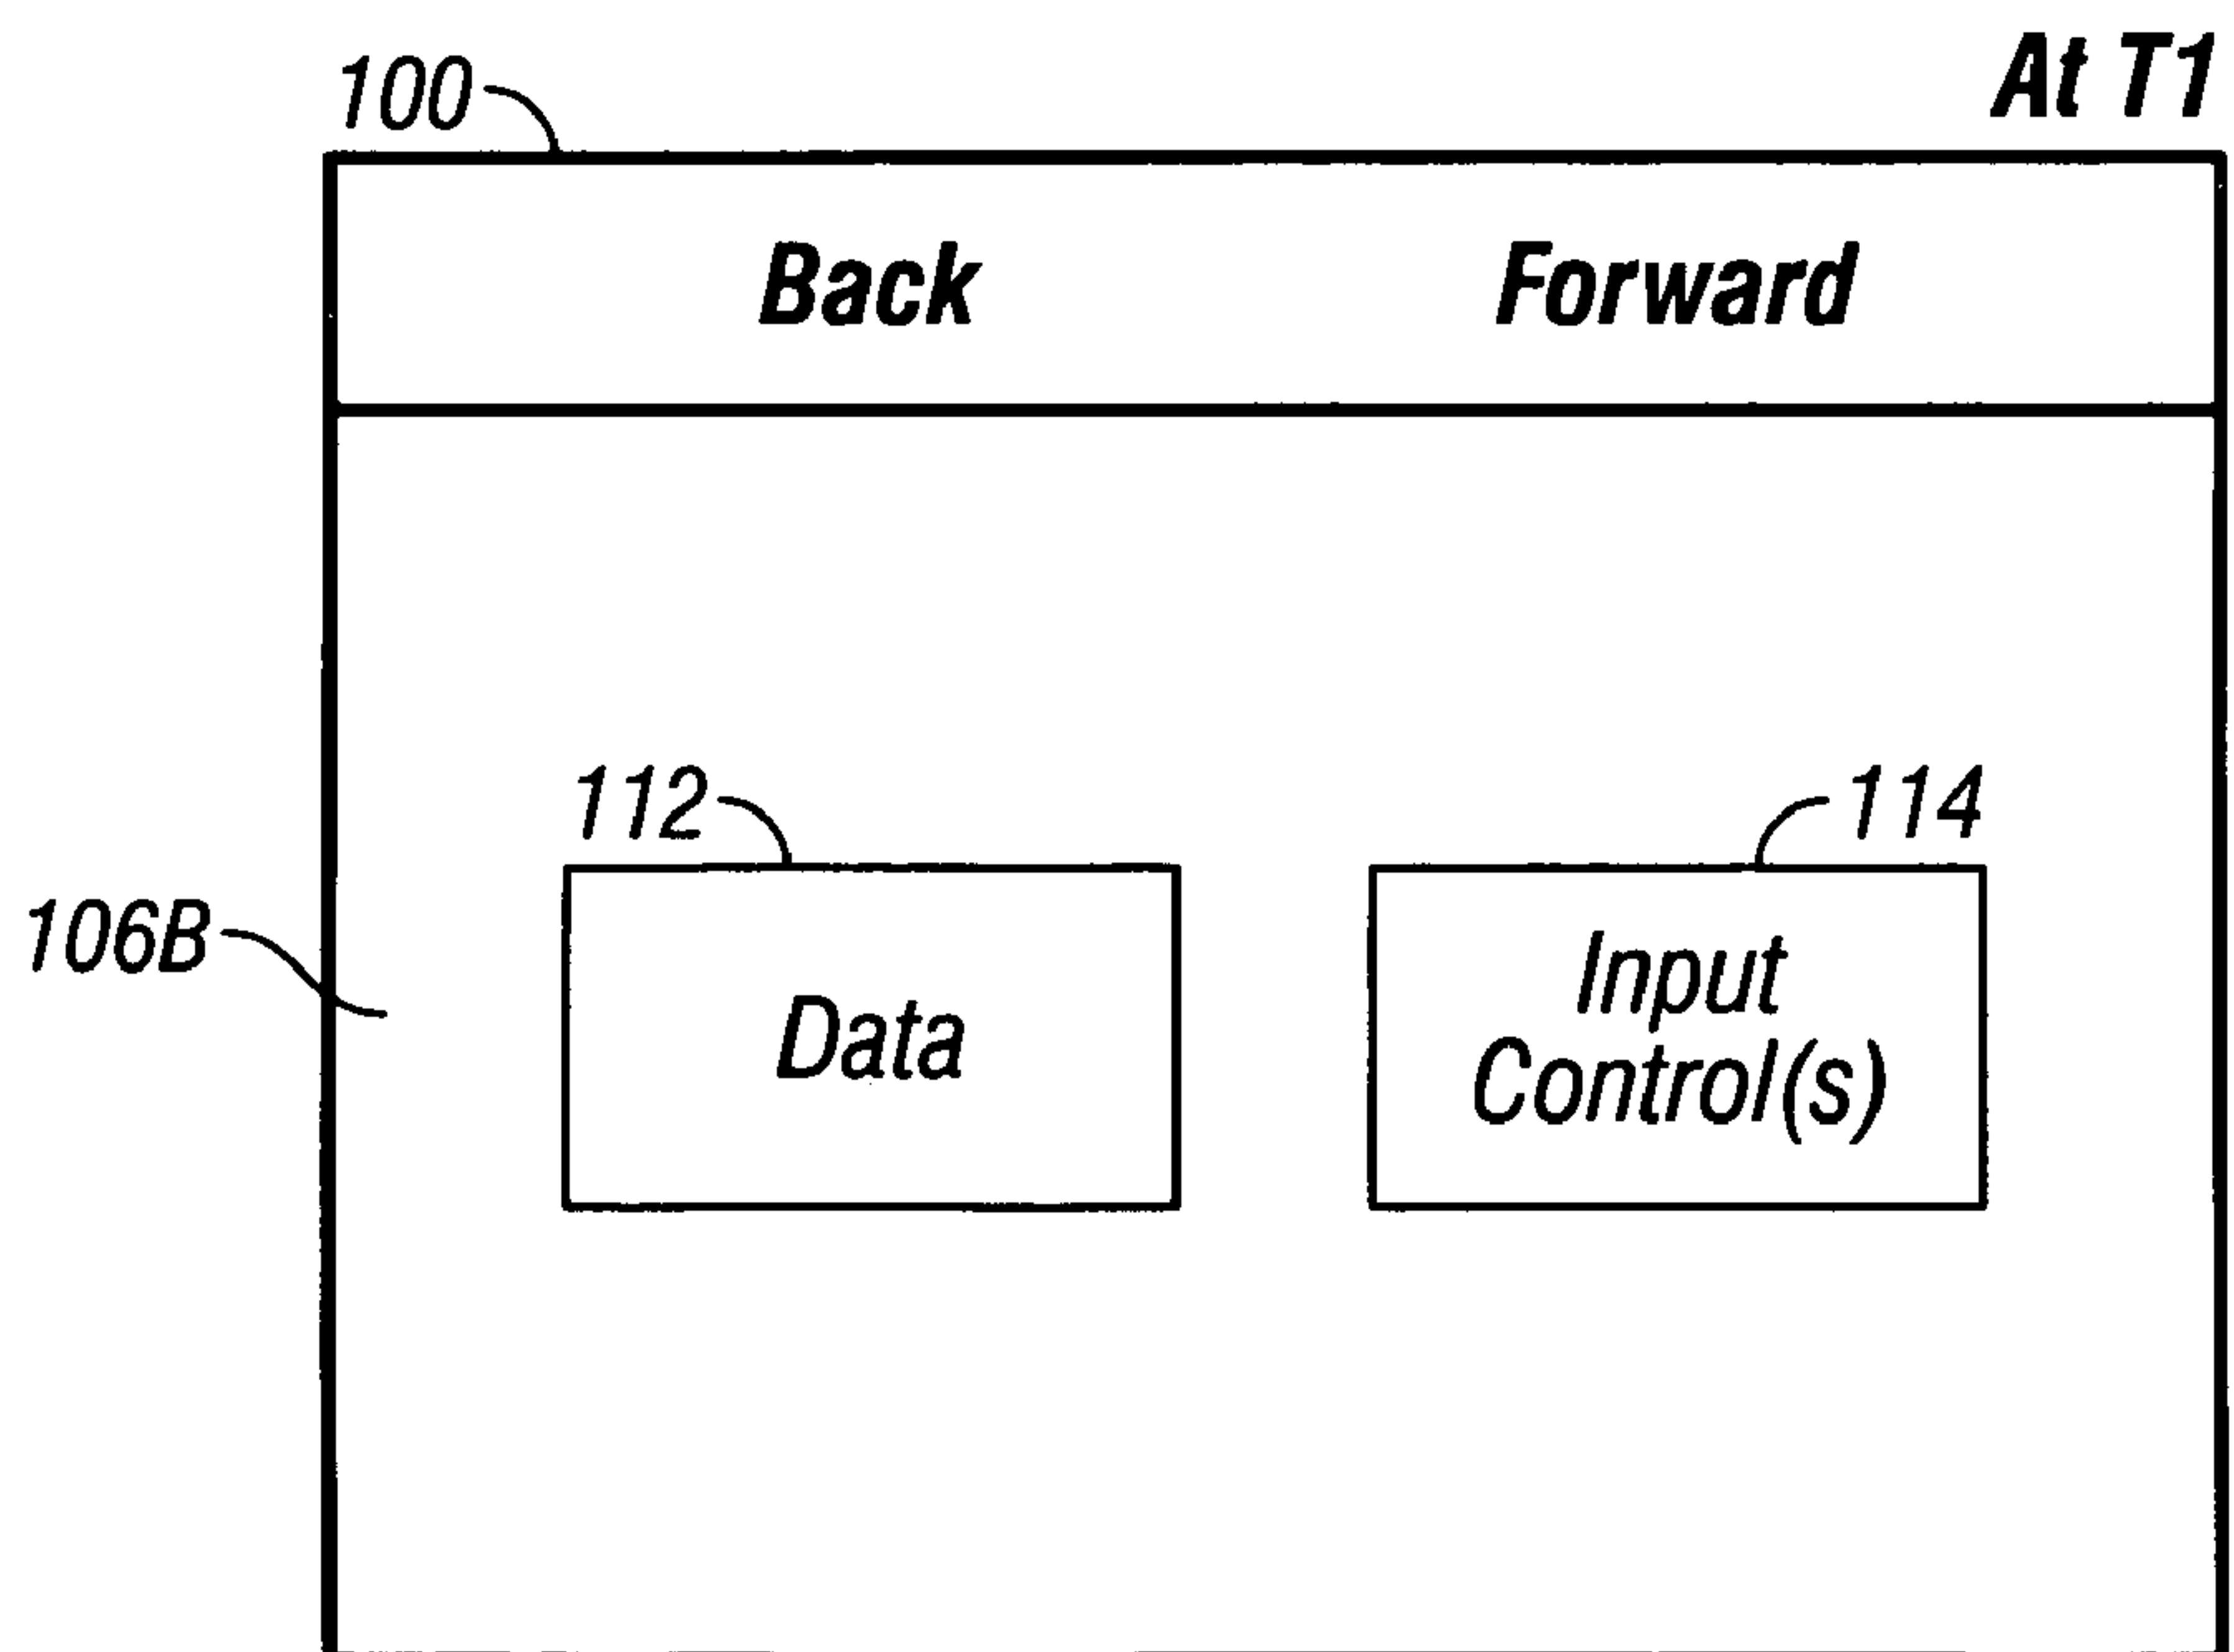 At T1
100
Back Forward
112
114
106B
Data
Input
Control(s)